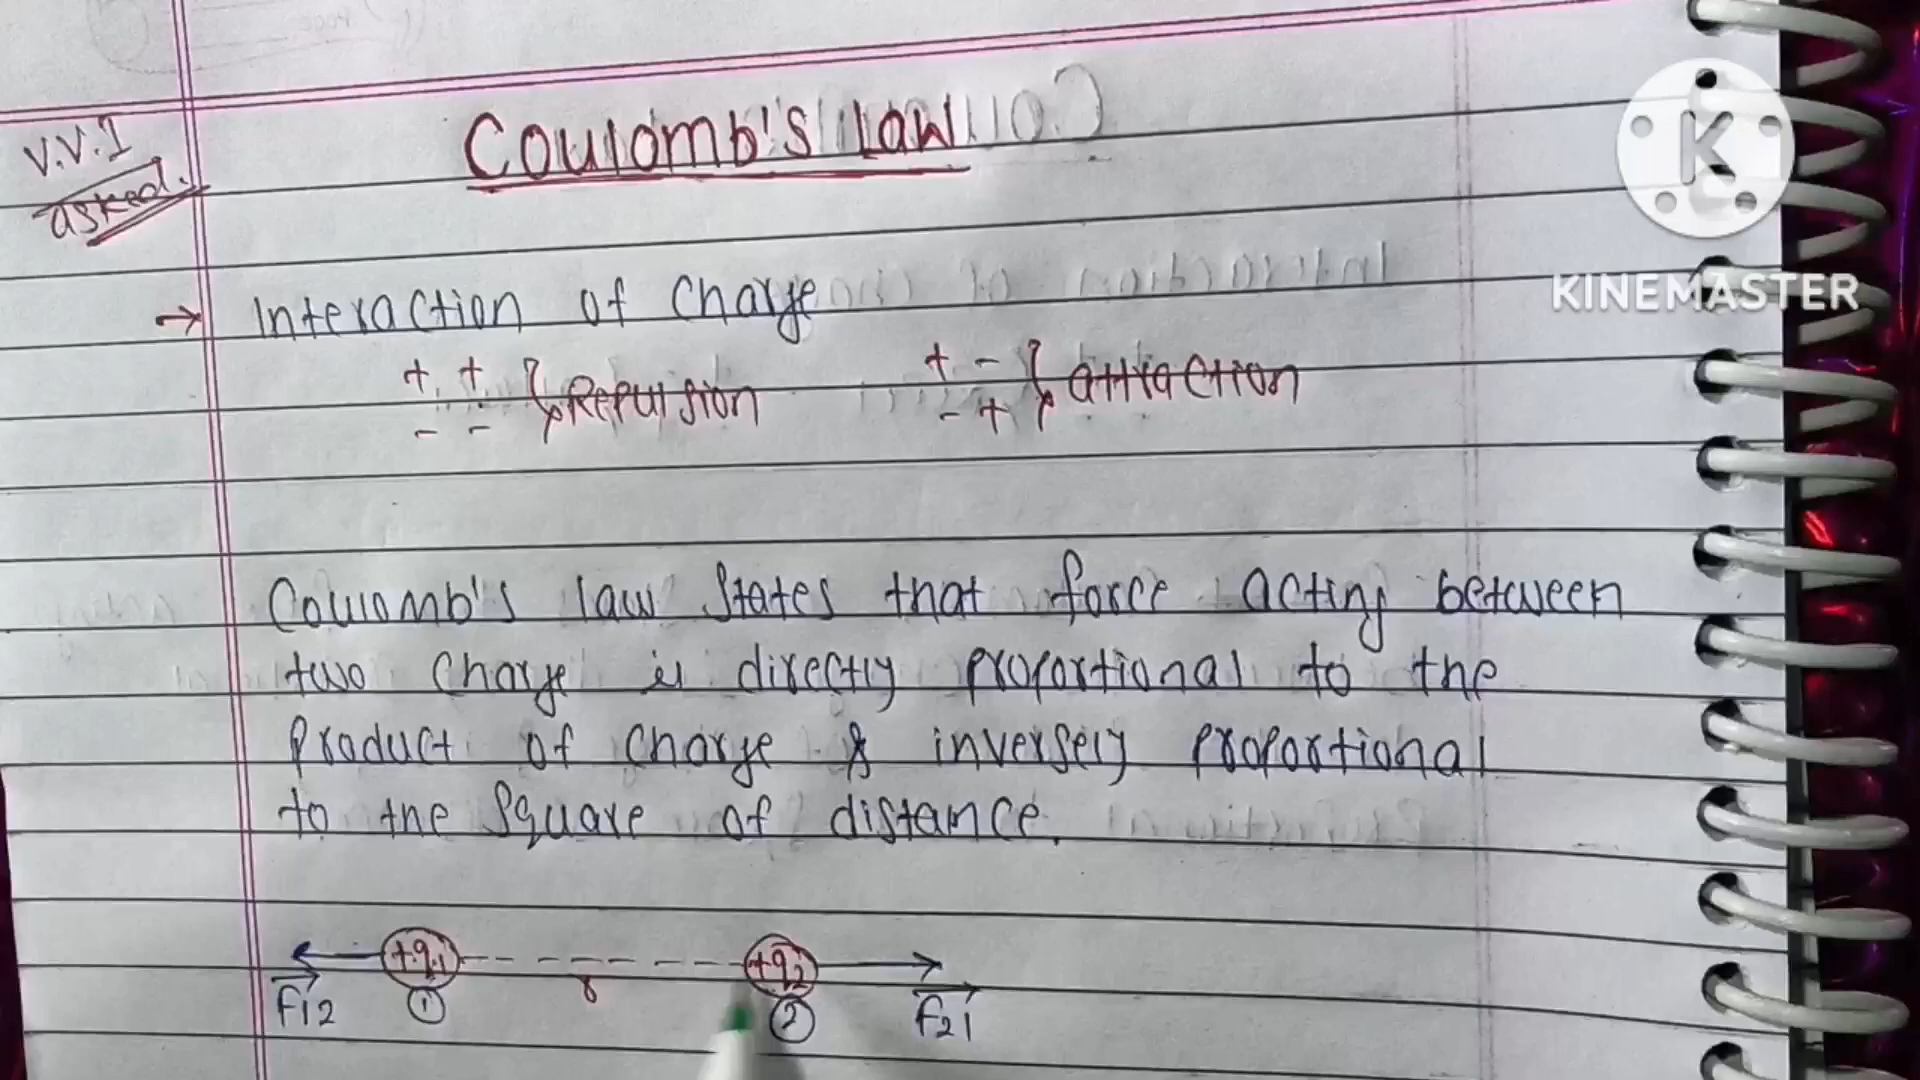 V.V.I
asked.
Coulomb's law
→ Interaction of charge
+ + } Repulsion + - } attraction
- - - +
Coulomb's law states that force acting between
two charge is directly proportional to the
product of charge & inversely proportional
to the square of distance.
+q1 +q2
F12 1 r 2 F21
K
KINEMASTER